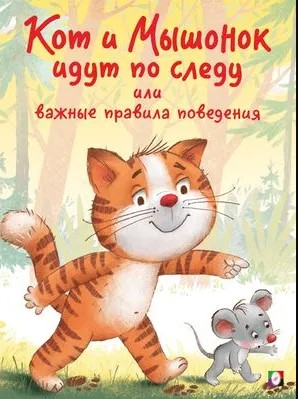 Кот и Мышонок
идут по следу
или
важные правила поведения